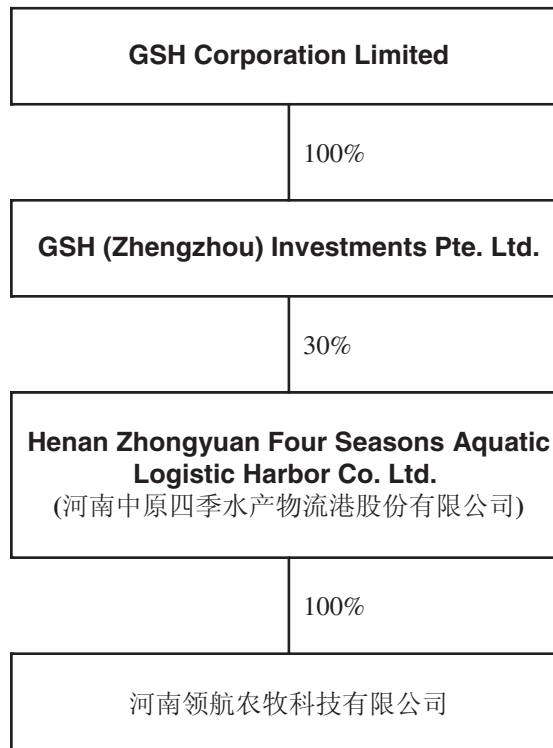 GSH Corporation Limited
100%
GSH (Zhengzhou) Investments Pte. Ltd.
30%
Henan Zhongyuan Four Seasons Aquatic
Logistic Harbor Co. Ltd.
(河南中原四季水产物流港股份有限公司)
100%
河南领航农牧科技有限公司